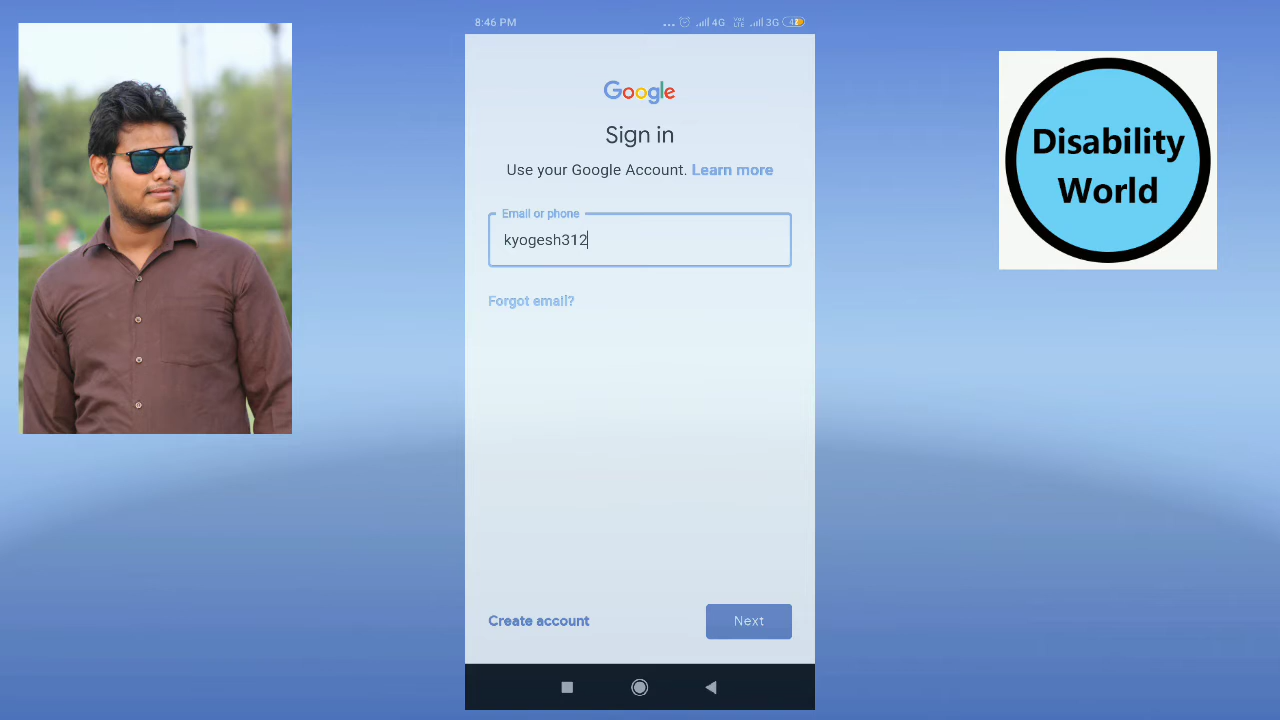 8:46 PM
... 4G VoLTE 3G
Google
Sign in
Use your Google Account. Learn more
Email or phone
kyogesh312
Forgot email?
Create account
Next
Disability
World